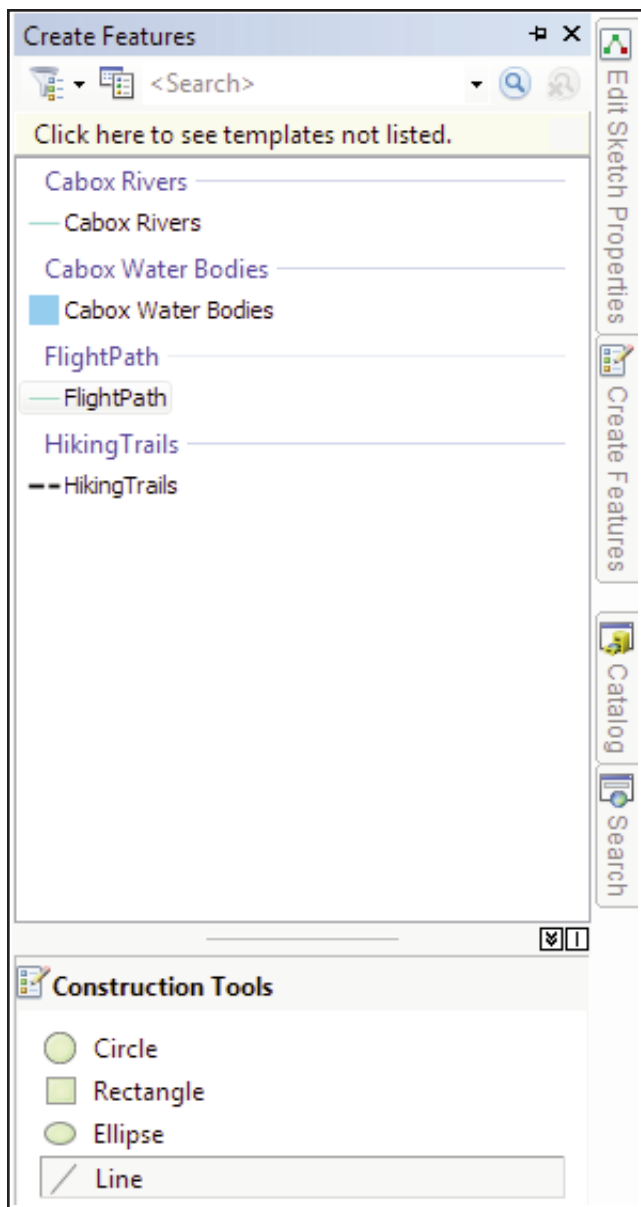 Create Features
<Search>
Click here to see templates not listed.
Cabox Rivers
Cabox Rivers
Cabox Water Bodies
Cabox Water Bodies
FlightPath
FlightPath
HikingTrails
HikingTrails
Construction Tools
Circle
Rectangle
Ellipse
Line
Edit Sketch Properties
Create Features
Catalog
Search